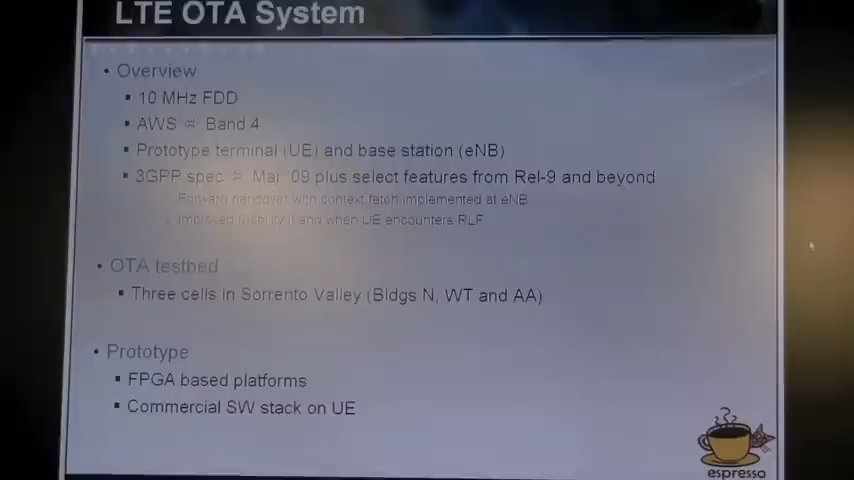 LTE OTA System
• Overview
▪ 10 MHz FDD
▪ AWS ≈ Band 4
▪ Prototype terminal (UE) and base station (eNB)
▪ 3GPP spec ≈ Mar 09 plus select features from Rel-9 and beyond
Forward handover with context fetch implemented at eNB
Improved mobility when UE encounters RLF
• OTA testbed
▪ Three cells in Sorrento Valley (Bldgs N, WT and AA)
• Prototype
▪ FPGA based platforms
▪ Commercial SW stack on UE
espresso